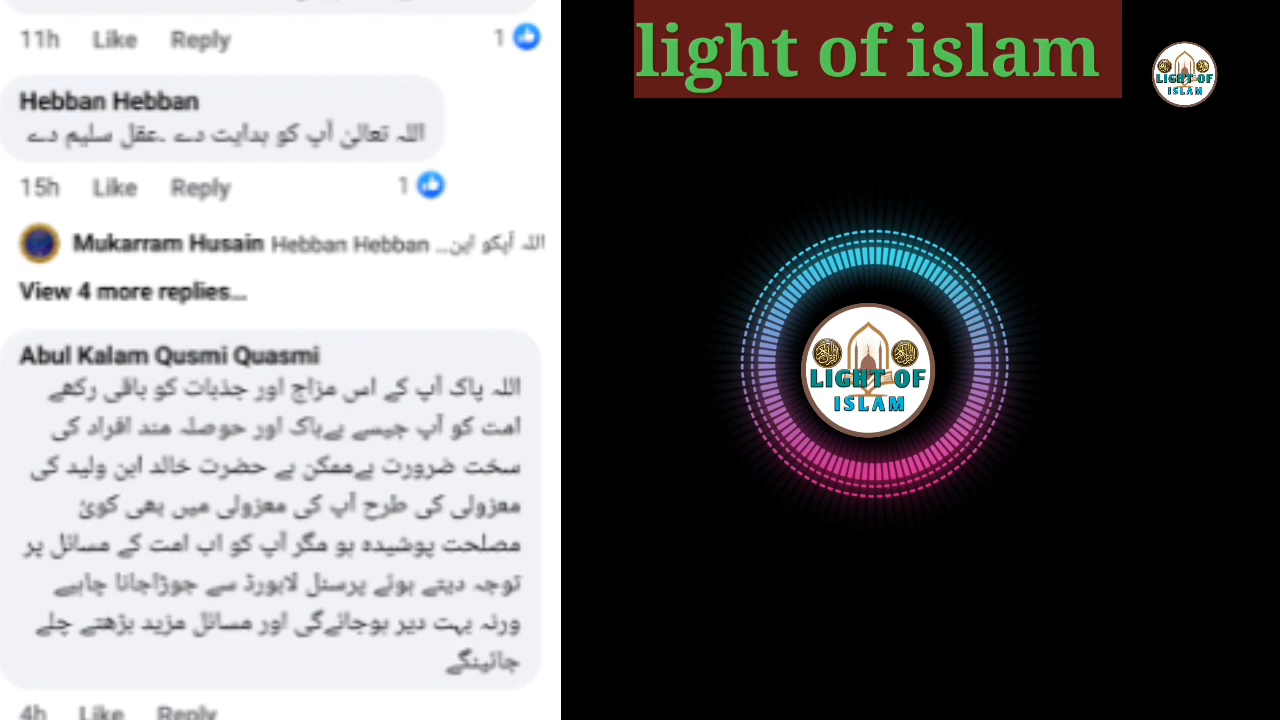 11h Like Reply 1
Hebban Hebban
اللہ تعالیٰ آپ کو ہدایت دے ۔عقل سلیم دے
15h Like Reply 1
Mukarram Husain Hebban Hebban اللہ آپکو این...
View 4 more replies...
Abul Kalam Qusmi Quasmi
اللہ پاک آپ کے اس مزاج اور جذبات کو باقی رکھے
امت کو آپ جیسے بےباک اور حوصلہ مند افراد کی
سخت ضرورت ہےممکن ہے حضرت خالد ابن ولید کی
معزولی کی طرح آپ کی معزولی میں بھی کوئ
مصلحت پوشیدہ ہو مگر آپ کو اب امت کے مسائل پر
توجہ دیتے ہوئے پرسنل لابورڈ سے جوڑاجانا چاہیے
ورنہ بہت دیر ہوجائےگی اور مسائل مزید بڑھتے چلے
جائینگے
4h Like Reply
light of islam
LIGHT OF
ISLAM
LIGHT OF
ISLAM